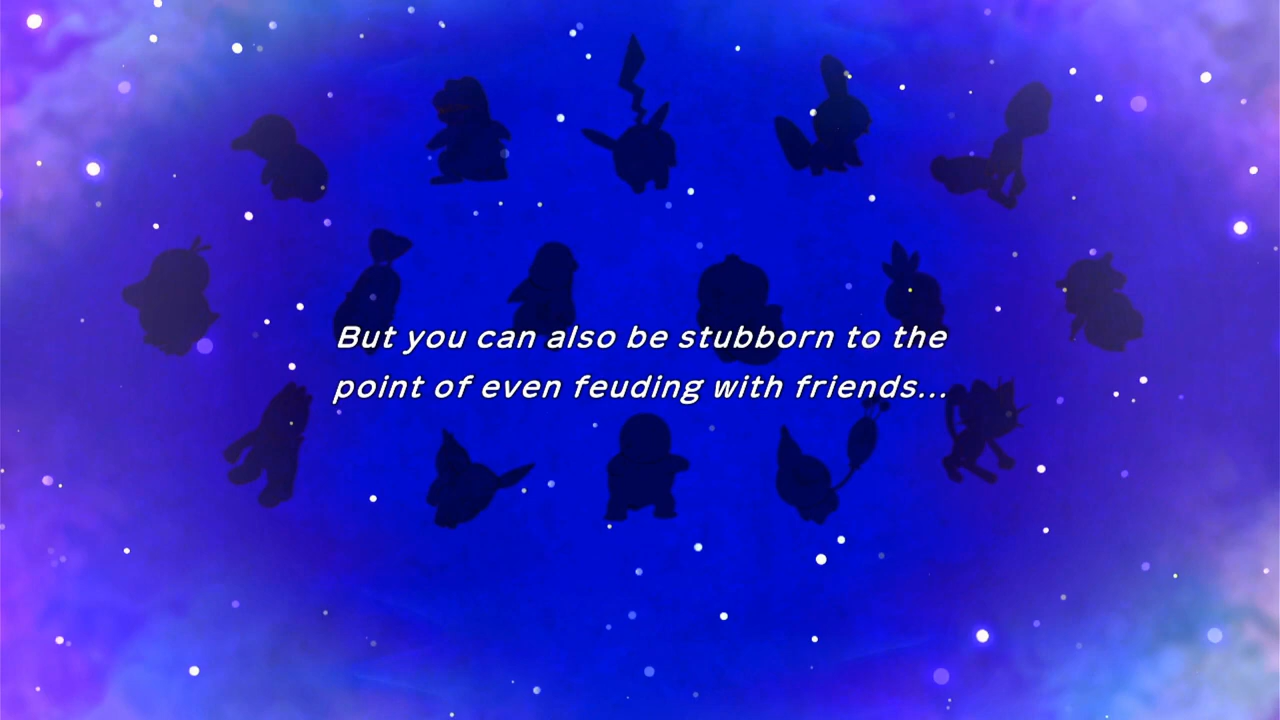 But you can also be stubborn to the
point of even feuding with friends...